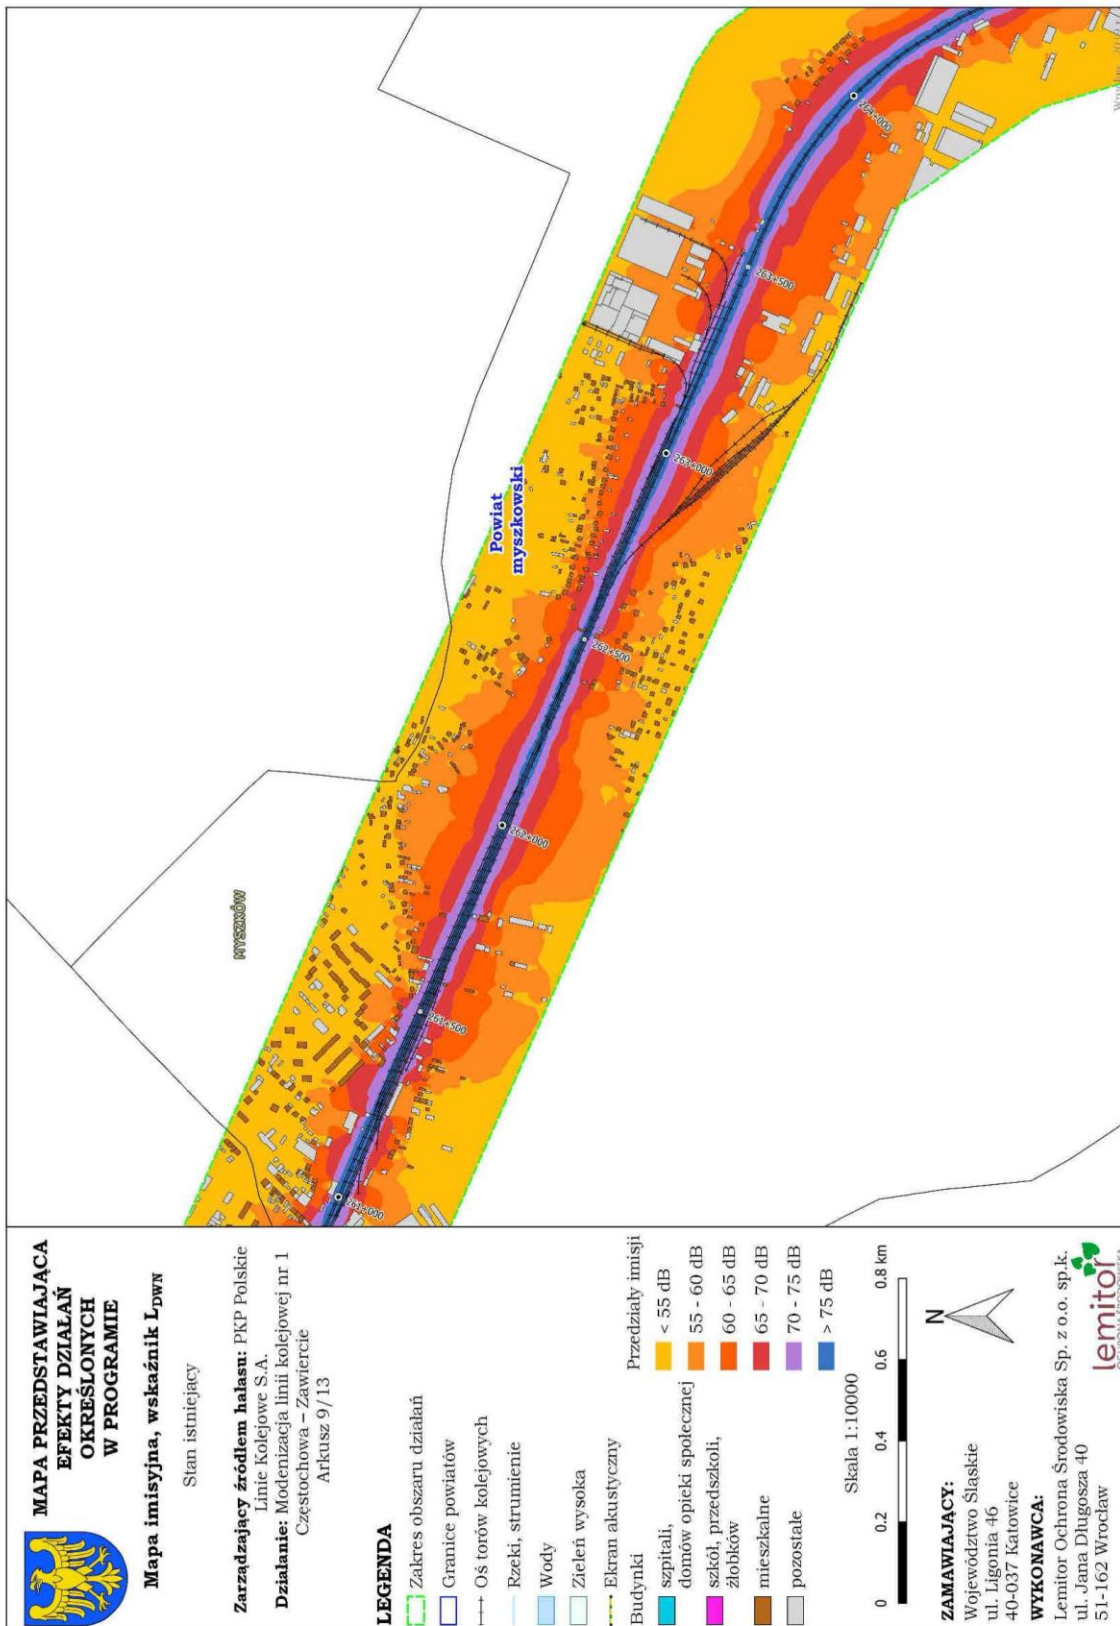 MAPA PRZEDSTAWIAJĄCA
EFEKTY DZIAŁAŃ
OKREŚLONYCH
W PROGRAMIE
Mapa imisyjna, wskaźnik LDWN
Stan istniejący
Zarządzający źródłem hałasu: PKP Polskie
Linie Kolejowe S.A.
Działanie: Modernizacja linii kolejowej nr 1
Częstochowa – Zawiercie
Arkusz 9/13
LEGENDA
Zakres obszaru działań
Granice powiatów
Oś torów kolejowych
Rzeki, strumienie
Wody
Zieleń wysoka
Ekran akustyczny
Budynki
szpitali,
domów opieki społecznej
szkół, przedszkoli,
żłobków
mieszkalne
pozostałe
Przedziały imisji
< 55 dB
55 - 60 dB
60 - 65 dB
65 - 70 dB
70 - 75 dB
> 75 dB
Skala 1:10000
0 0.2 0.4 0.6 0.8 km
N
ZAMAWIAJĄCY:
Województwo Śląskie
ul. Ligonia 46
40-037 Katowice
WYKONAWCA:
Lemitor Ochrona Środowiska Sp. z o.o. sp.k.
ul. Jana Długosza 40
51-162 Wrocław
lemitor
MYSZKÓW
Powiat
myszkowski
261+000
261+500
262+000
262+500
263+000
263+500
264+000